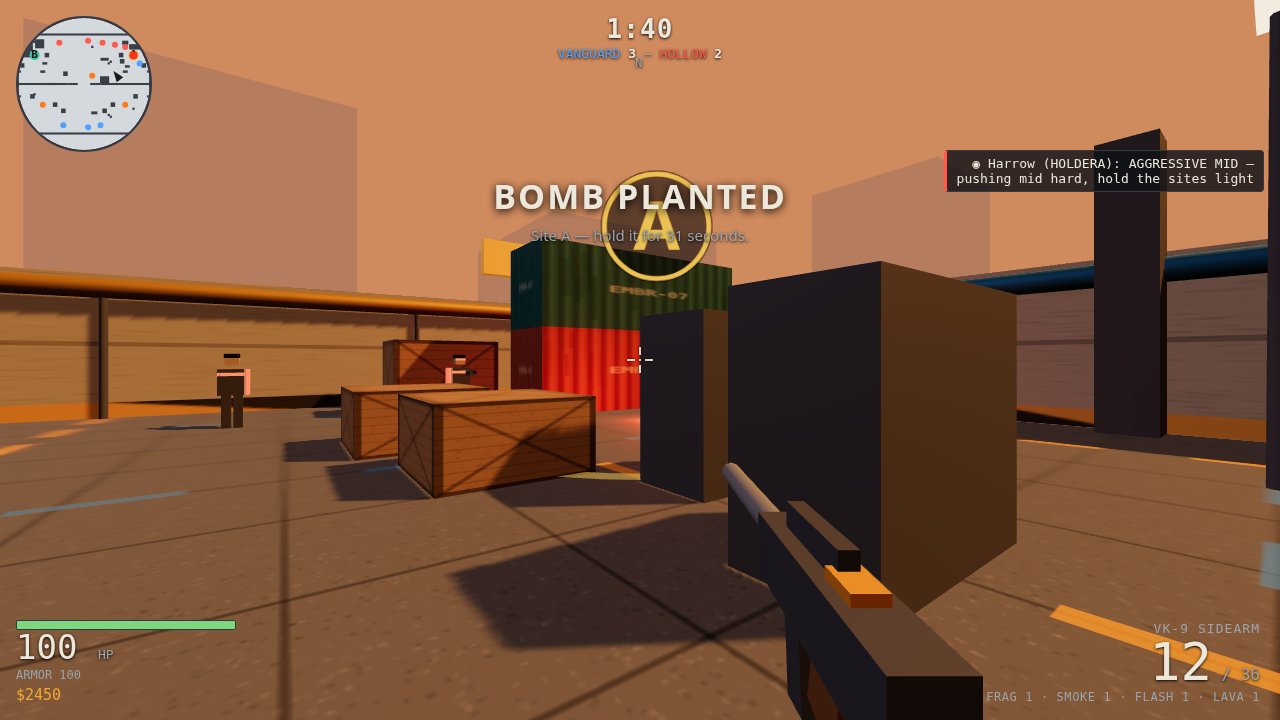 1:40
VANGUARD 3 — HOLLOW 2
N
B
◉ Harrow (HOLDERA): AGGRESSIVE MID —
pushing mid hard, hold the sites light
BOMB PLANTED
A
Site A — hold it for 31 seconds.
EMBR-07
100 HP
ARMOR 100
$2450
VK-9 SIDEARM
12 / 36
FRAG 1 · SMOKE 1 · FLASH 1 · LAVA 1